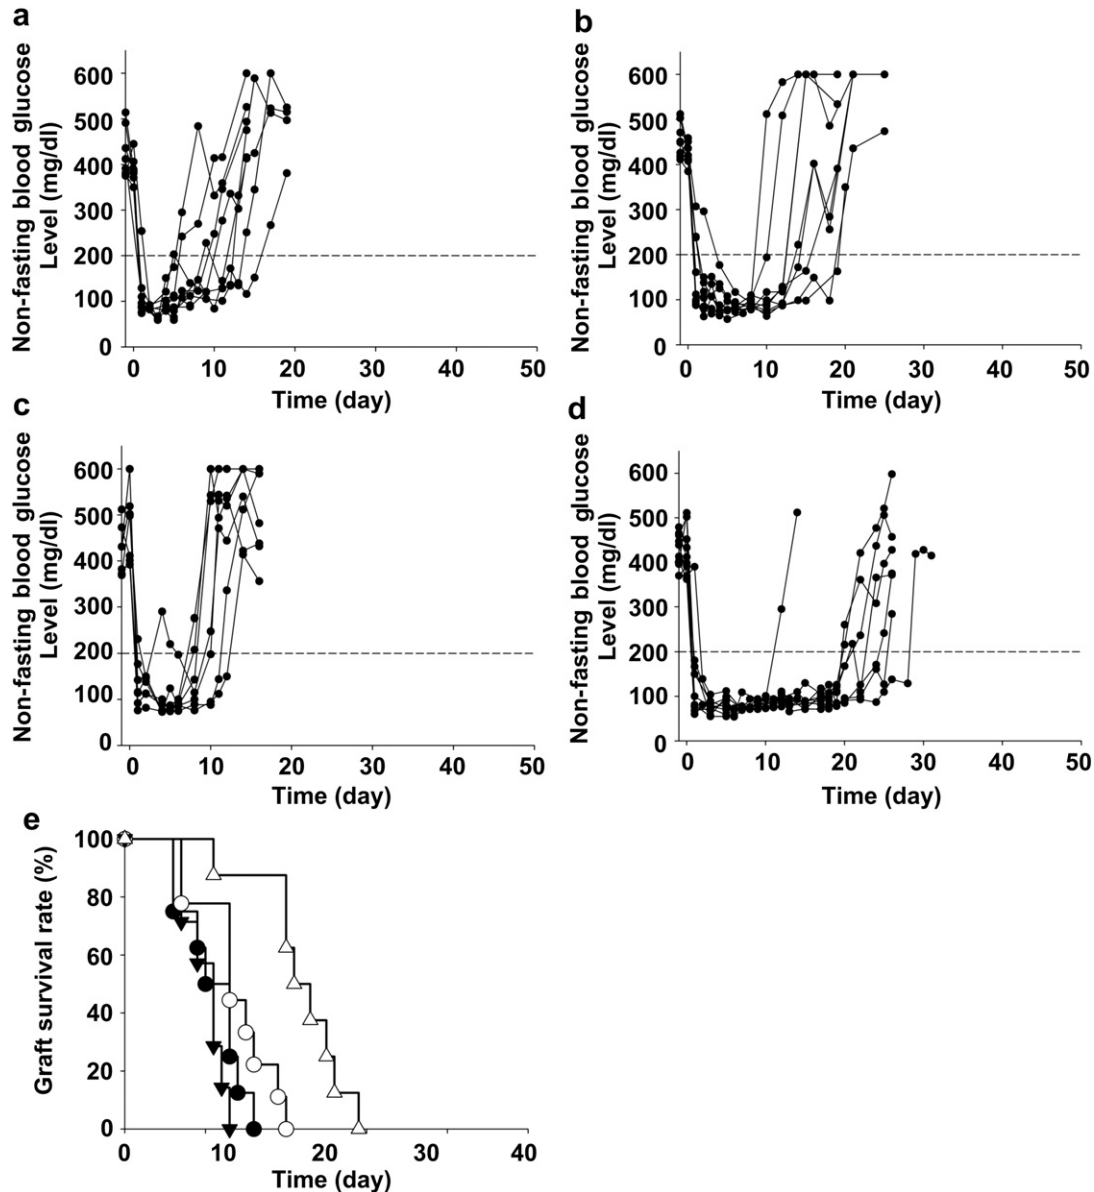 a
Non-fasting blood glucose
Level (mg/dl)
600
500
400
300
200
100
0
0 10 20 30 40 50
Time (day)
b
Non-fasting blood glucose
Level (mg/dl)
600
500
400
300
200
100
0
0 10 20 30 40 50
Time (day)
c
Non-fasting blood glucose
Level (mg/dl)
600
500
400
300
200
100
0
0 10 20 30 40 50
Time (day)
d
Non-fasting blood glucose
Level (mg/dl)
600
500
400
300
200
100
0
0 10 20 30 40 50
Time (day)
e
Graft survival rate (%)
100
80
60
40
20
0
0 10 20 30 40
Time (day)